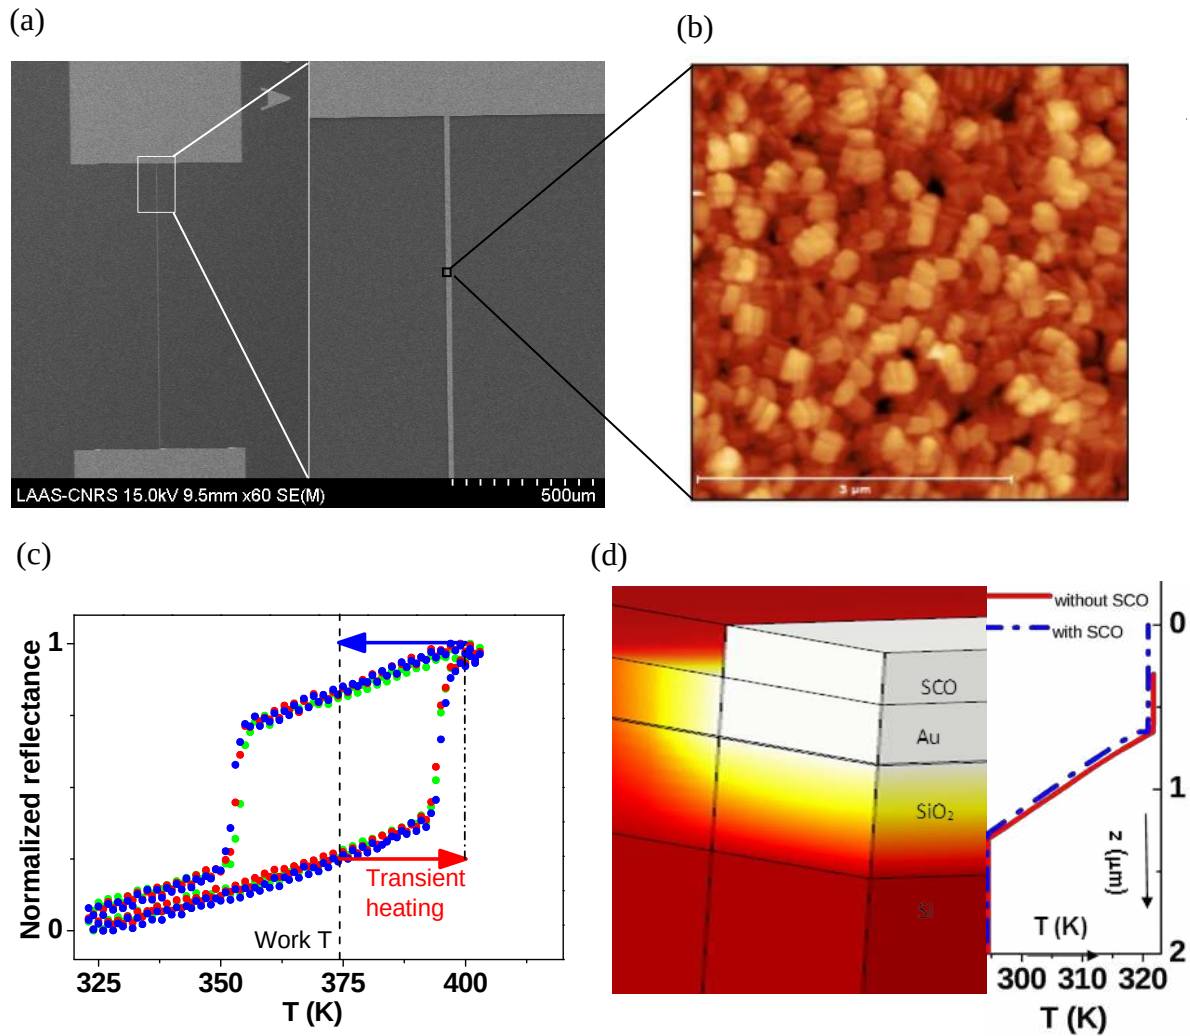 (a)
(b)
LAAS-CNRS 15.0kV 9.5mm x60 SE(M)
500um
3 µm
(c)
(d)
Normalized reflectance
1
0
Work T
Transient
heating
325
350
375
400
T (K)
SCO
Au
SiO₂
Si
without SCO
with SCO
0
1
2
z (µm)
T (K)
300 310 320
T (K)